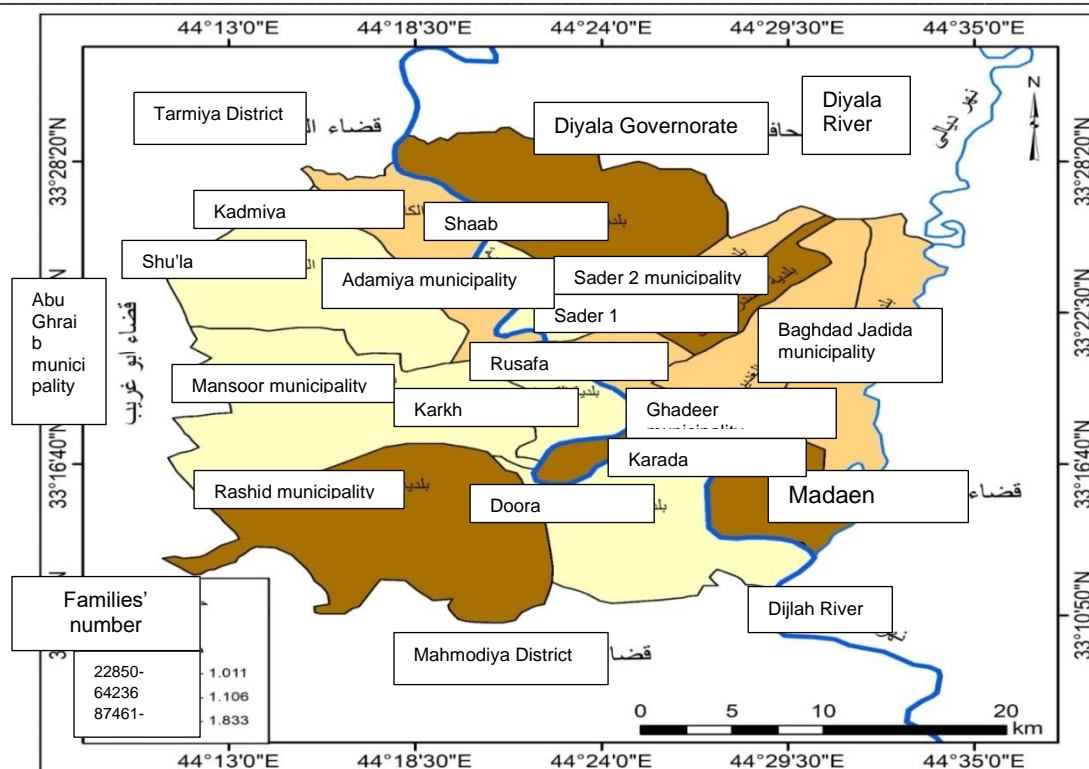 44°13'0"E 44°18'30"E 44°24'0"E 44°29'30"E 44°35'0"E
N
Tarmiya District
قضاء
Diyala Governorate
Diyala
River
نهر ديالى
33°28'20"N
33°28'20"N
Kadmiya
Shaab
Shu'la
Adamiya municipality
Sader 2 municipality
Sader 1
33°22'30"N
Abu
Ghrai
b
munici
pality
قضاء ابو غريب
Baghdad Jadida
municipality
Rusafa
Mansoor municipality
Karkh
Ghadeer
municipality
Karada
33°16'40"N
33°16'40"N
Rashid municipality
Doora
Madaen
قضاء
Families'
number
Dijlah River
33°10'50"N
Mahmodiya District
22850-
64236
87461-
1.011
1.106
1.833
0 5 10 20
km
44°13'0"E 44°18'30"E 44°24'0"E 44°29'30"E 44°35'0"E